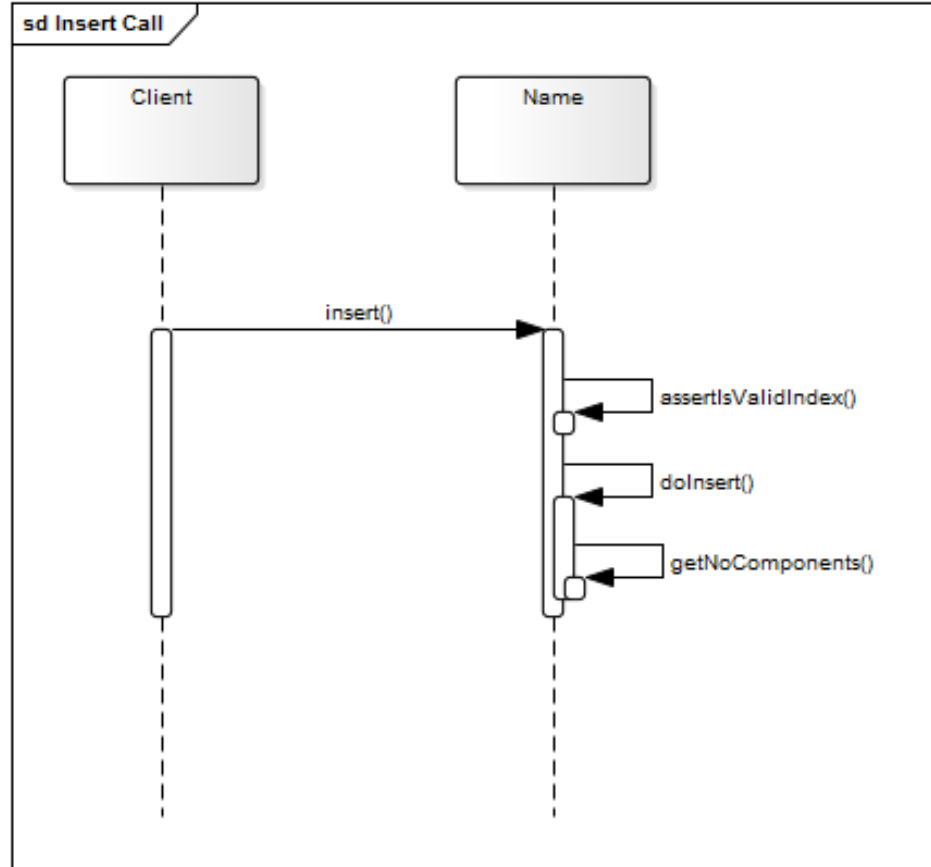 sd Insert Call
Client
Name
insert()
assertIsValidIndex()
doInsert()
getNoComponents()